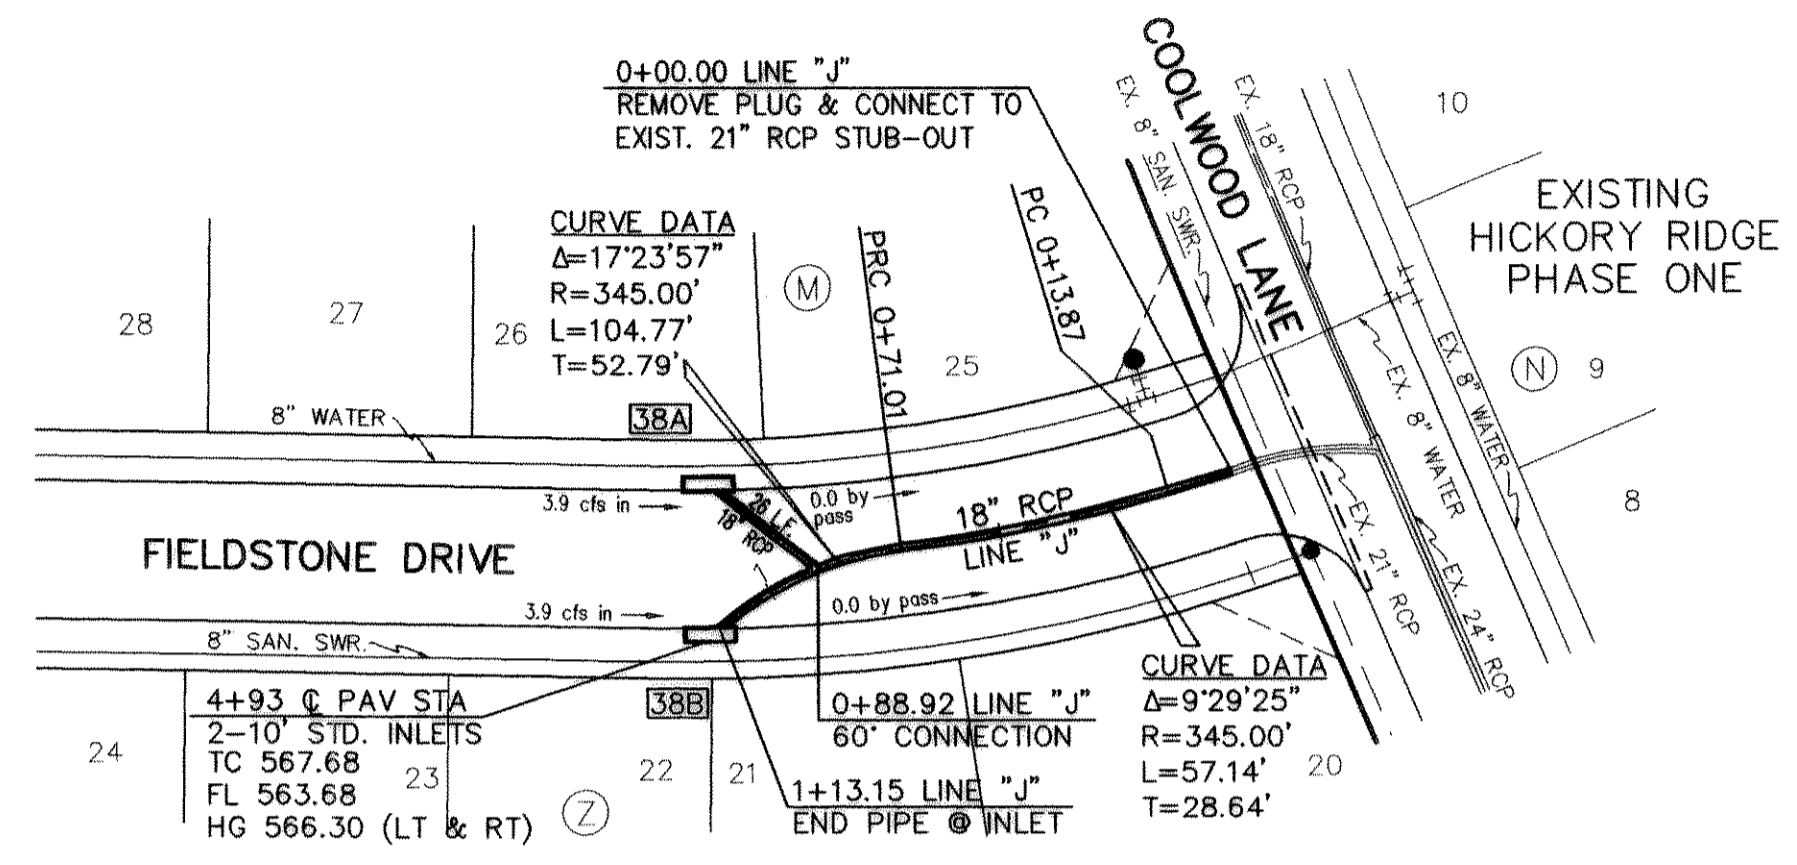 0+00.00 LINE "J"
REMOVE PLUG & CONNECT TO
EXIST. 21" RCP STUB-OUT
COOLWOOD LANE
EX. 8" SAN. SWR.
EX. 18" RCP
10
EXISTING
HICKORY RIDGE
PHASE ONE
CURVE DATA
Δ=17°23'57"
R=345.00'
L=104.77'
T=52.79'
M
PRC 0+71.01
PC 0+13.87
28
27
26
25
N
9
8
EX. 8" WATER
EX. 8" WATER
8" WATER
38A
3.9 cfs in
0.0 by
pass
26 L.F.
18" RCP
18" RCP
LINE "J"
FIELDSTONE DRIVE
3.9 cfs in
0.0 by pass
EX. 21" RCP
EX. 24" RCP
8" SAN. SWR.
4+93 ℄ PAV STA
2-10' STD. INLETS
TC 567.68
FL 563.68
HG 566.30 (LT & RT)
38B
0+88.92 LINE "J"
60° CONNECTION
1+13.15 LINE "J"
END PIPE @ INLET
CURVE DATA
Δ=9°29'25"
R=345.00'
L=57.14'
T=28.64'
24
23
22
21
20
Z